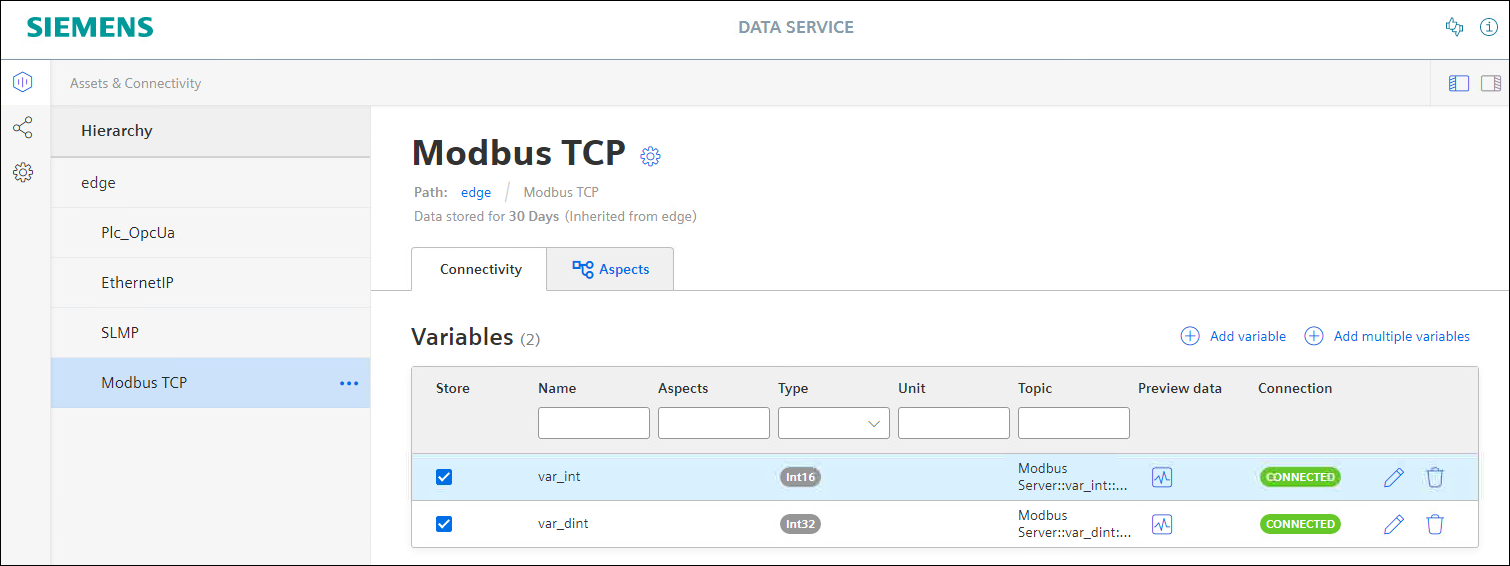 SIEMENS
DATA SERVICE
Assets & Connectivity
Hierarchy
edge
Plc_OpcUa
EthernetIP
SLMP
Modbus TCP
Modbus TCP
Path: edge / Modbus TCP
Data stored for 30 Days (Inherited from edge)
Connectivity
Aspects
Variables (2)
Add variable
Add multiple variables
Store Name Aspects Type Unit Topic Preview data Connection
var_int Int16 Modbus
Server::var_int::... CONNECTED
var_dint Int32 Modbus
Server::var_dint:... CONNECTED